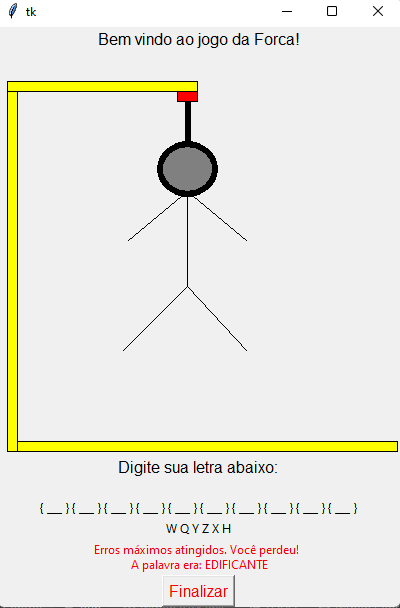 tk
Bem vindo ao jogo da Forca!
Digite sua letra abaixo:
{ __ } { __ } { __ } { __ } { __ } { __ } { __ } { __ } { __ } { __ }
W Q Y Z X H
Erros máximos atingidos. Você perdeu!
A palavra era: EDIFICANTE
Finalizar